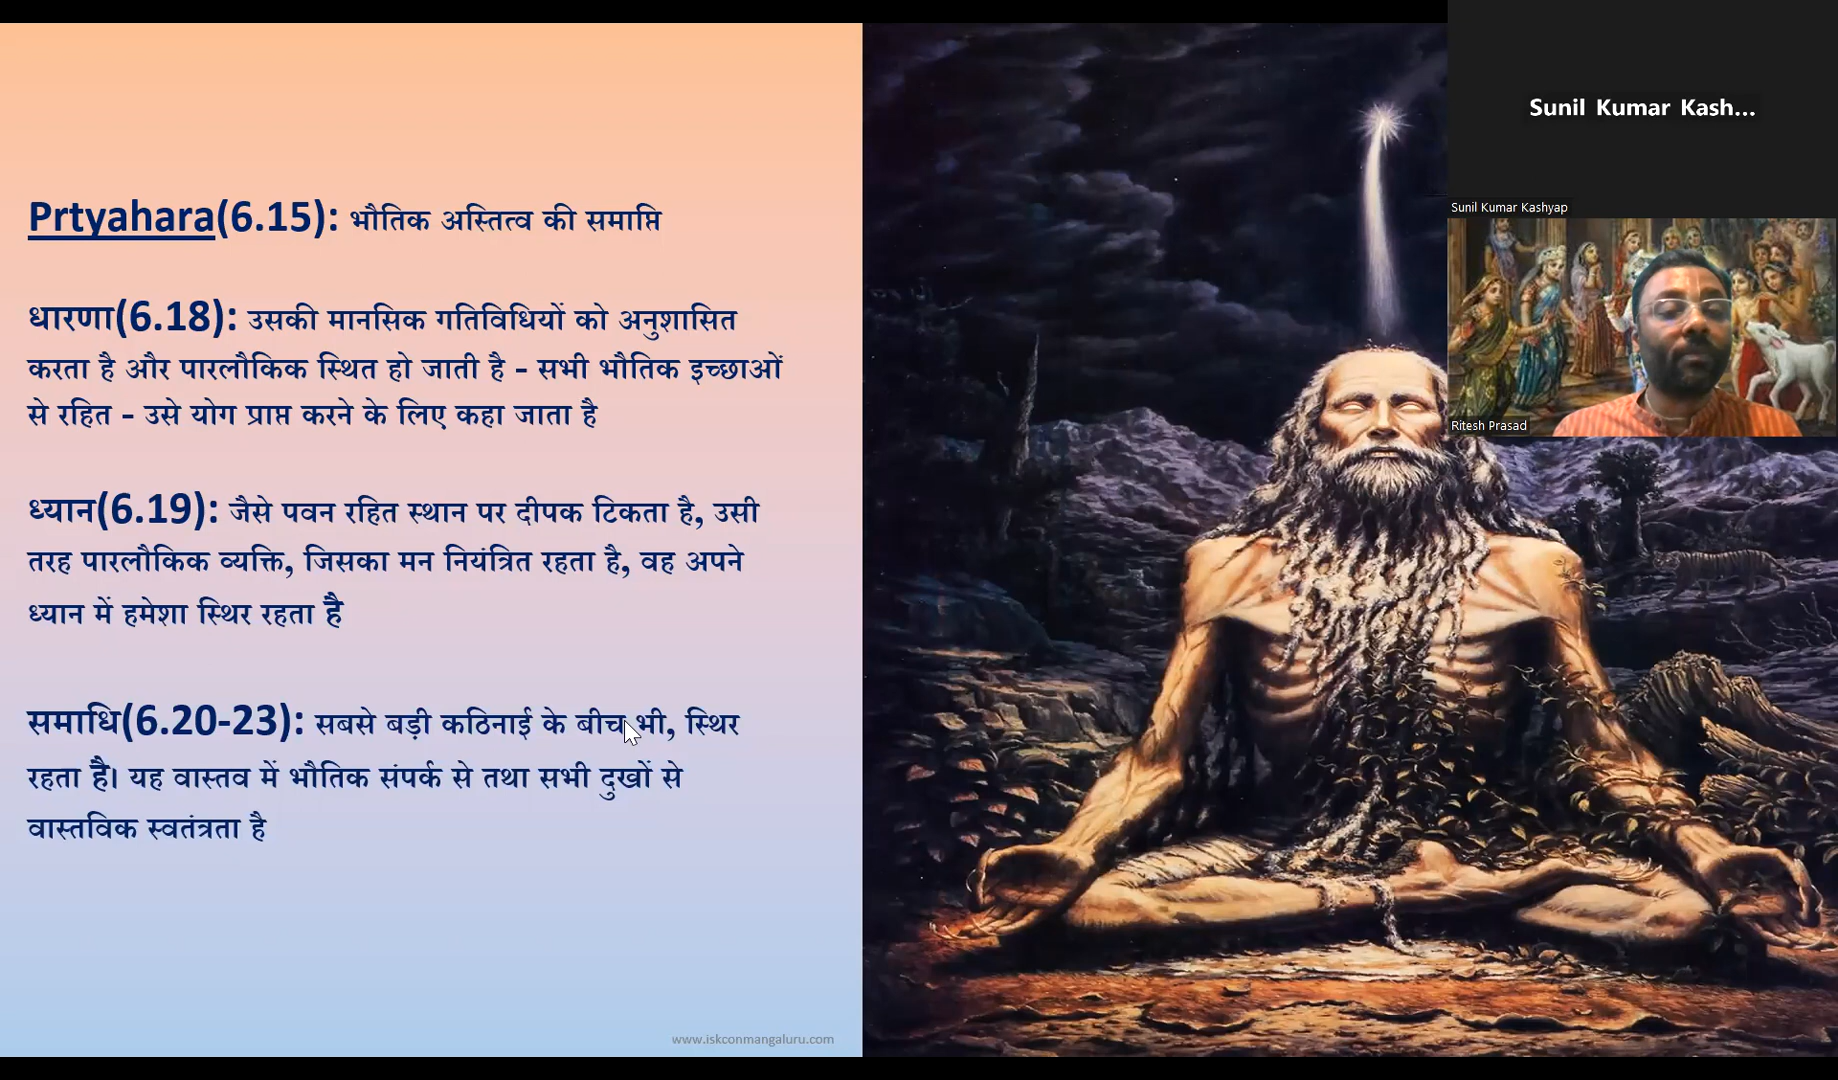 Prtyahara(6.15): भौतिक अस्तित्व की समाप्ति
धारणा(6.18): उसकी मानसिक गतिविधियों को अनुशासित
करता है और पारलौकिक स्थित हो जाती है - सभी भौतिक इच्छाओं
से रहित - उसे योग प्राप्त करने के लिए कहा जाता है
ध्यान(6.19): जैसे पवन रहित स्थान पर दीपक टिकता है, उसी
तरह पारलौकिक व्यक्ति, जिसका मन नियंत्रित रहता है, वह अपने
ध्यान में हमेशा स्थिर रहता है
समाधि(6.20-23): सबसे बड़ी कठिनाई के बीच भी, स्थिर
रहता है। यह वास्तव में भौतिक संपर्क से तथा सभी दुखों से
वास्तविक स्वतंत्रता है
www.iskconmangaluru.com
Sunil Kumar Kash...
Sunil Kumar Kashyap
Ritesh Prasad